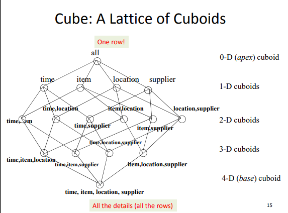 Cube: A Lattice of Cuboids
One row!
all
0-D (apex) cuboid
time item location supplier
1-D cuboids
time,location item,location location,supplier
time,item time,supplier item,supplier
2-D cuboids
time,location,supplier
3-D cuboids
time,item,location time,item,supplier item,location,supplier
4-D (base) cuboid
time, item, location, supplier
All the details (all the rows)
15